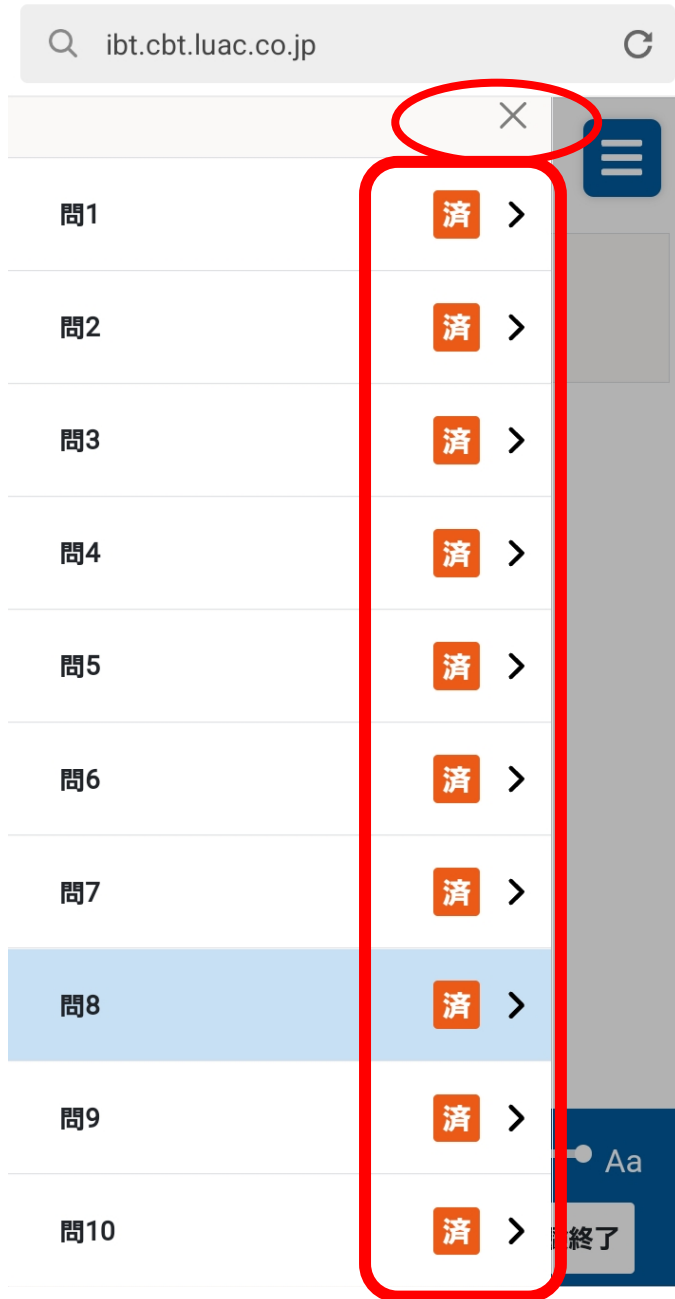 ibt.cbt.luac.co.jp
問1 済
問2 済
問3 済
問4 済
問5 済
問6 済
問7 済
問8 済
問9 済
Aa
問10 済
終了